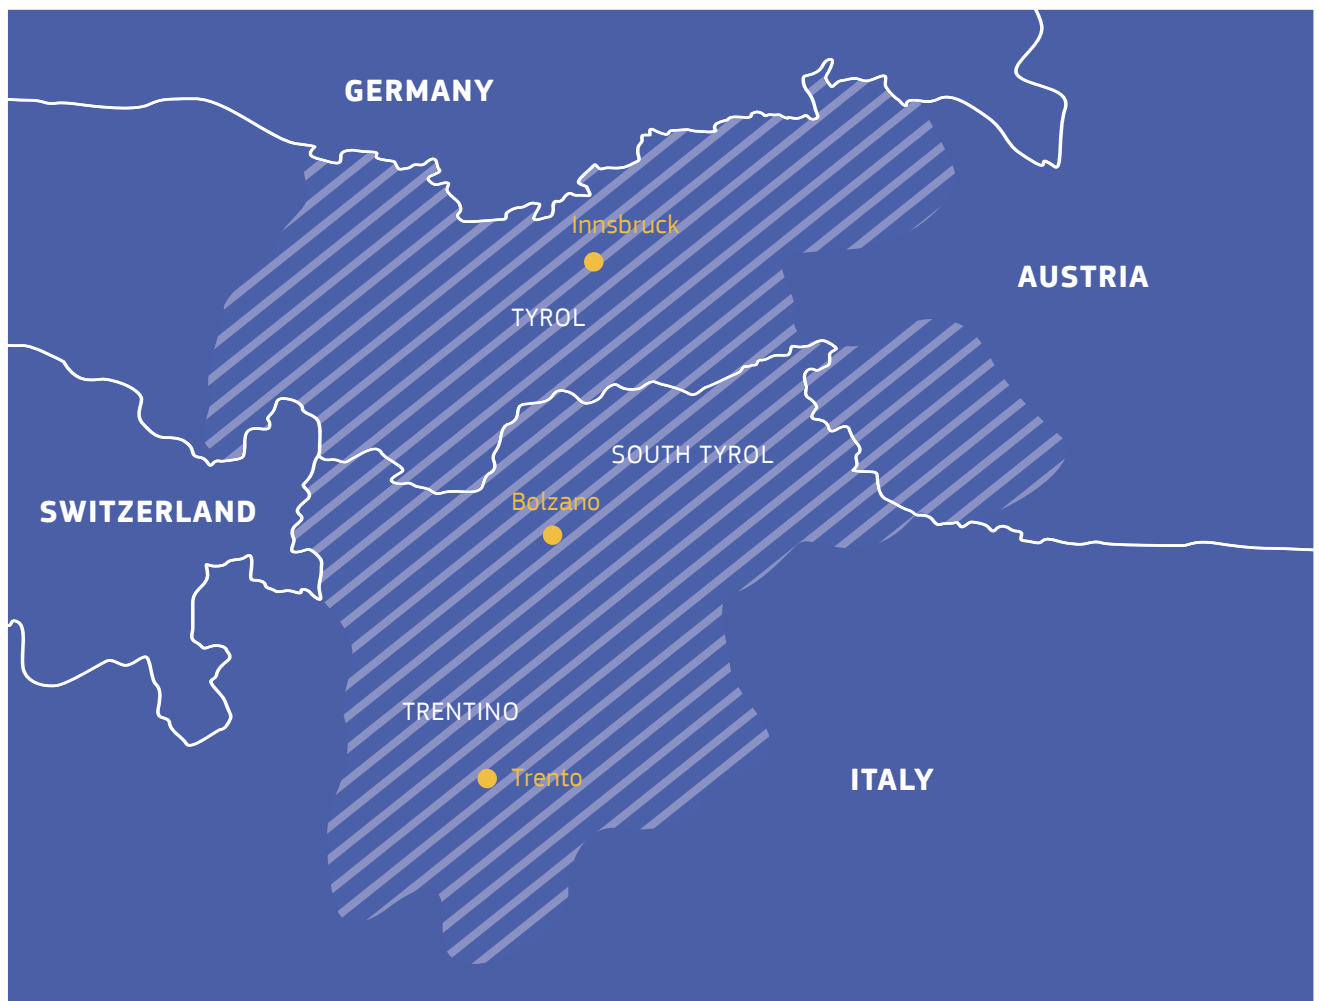 GERMANY
Innsbruck
AUSTRIA
TYROL
SOUTH TYROL
Bolzano
SWITZERLAND
TRENTINO
Trento
ITALY